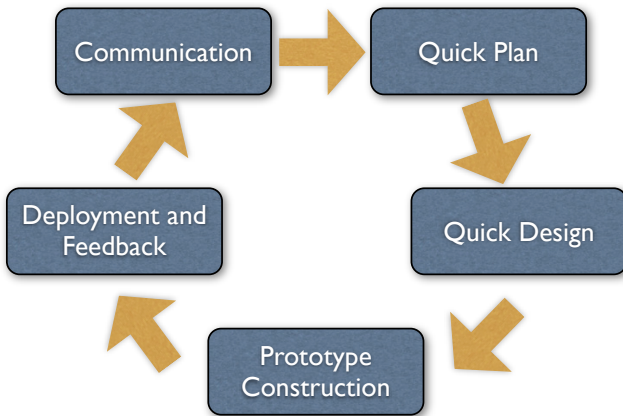 Communication
Quick Plan
Quick Design
Prototype
Construction
Deployment and
Feedback